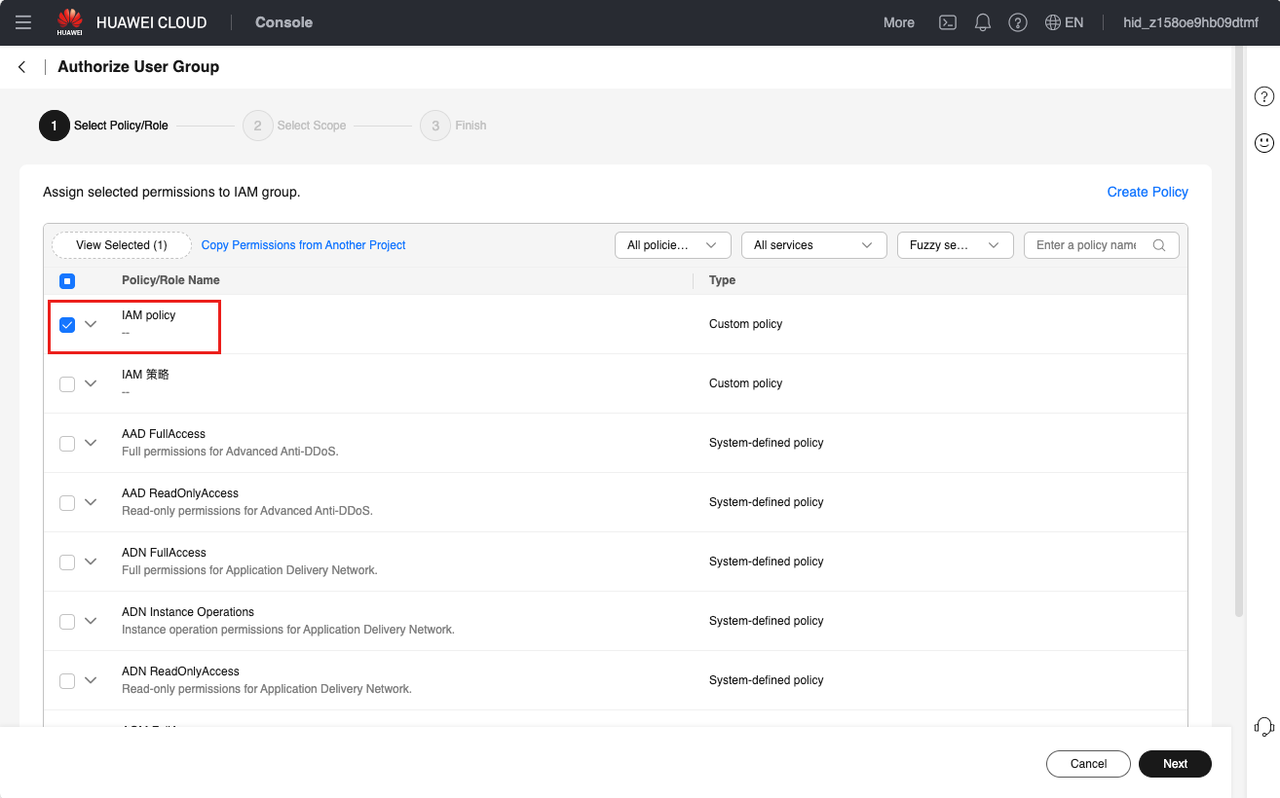 HUAWEI
HUAWEI CLOUD
Console
More
EN
hid_z158oe9hb09dtmf
Authorize User Group
1 Select Policy/Role
2 Select Scope
3 Finish
Assign selected permissions to IAM group.
Create Policy
View Selected (1)
Copy Permissions from Another Project
All policie...
All services
Fuzzy se...
Enter a policy name
Policy/Role Name
Type
IAM policy
--
Custom policy
IAM 策略
--
Custom policy
AAD FullAccess
Full permissions for Advanced Anti-DDoS.
System-defined policy
AAD ReadOnlyAccess
Read-only permissions for Advanced Anti-DDoS.
System-defined policy
ADN FullAccess
Full permissions for Application Delivery Network.
System-defined policy
ADN Instance Operations
Instance operation permissions for Application Delivery Network.
System-defined policy
ADN ReadOnlyAccess
Read-only permissions for Application Delivery Network.
System-defined policy
Cancel
Next